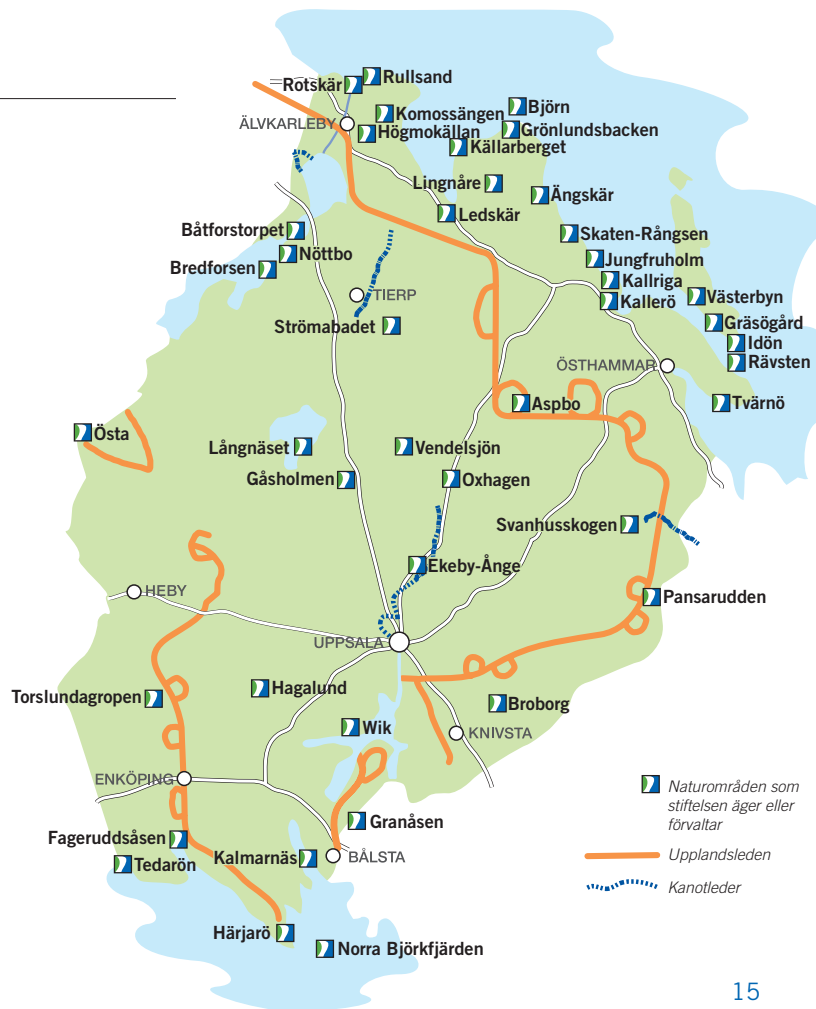 Rullsand
Rotskär
Björn
Komossängen
ÄLVKARLEBY
Högmokällan
Grönlundsbacken
Källarberget
Lingnåre
Ängskär
Ledskär
Båtforstorpet
Skaten-Rångsen
Nöttbo
Jungfruholm
Bredforsen
Kallriga
TIERP
Västerbyn
Kallerö
Strömabadet
Gräsögård
Idön
ÖSTHAMMAR
Rävsten
Aspbo
Tvärnö
Östa
Långnäset
Vendelsjön
Gåsholmen
Oxhagen
Svanhusskogen
Ekeby-Ånge
HEBY
Pansarudden
UPPSALA
Hagalund
Torslundagropen
Broborg
Wik
KNIVSTA
ENKÖPING
Naturområden som
stiftelsen äger eller
förvaltar
Granåsen
Fageruddsåsen
Upplandsleden
Kalmarnäs
BÅLSTA
Tedarön
Kanotleder
Härjarö
Norra Björkfjärden
15